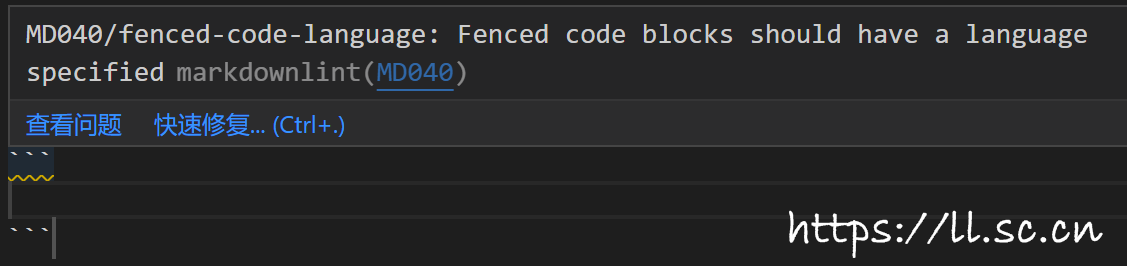 MD040/fenced-code-language: Fenced code blocks should have a language
specified markdownlint(MD040)
查看问题 快速修复... (Ctrl+.)
```
```
https://ll.sc.cn